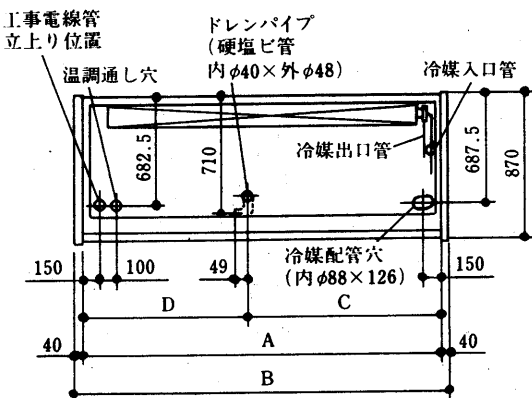 工事電線管
立上り位置
温調通し穴
ドレンパイプ
(硬塩ビ管
内φ40×外φ48)
冷媒入口管
冷媒出口管
682.5
710
687.5
870
冷媒配管穴
(内φ88×126)
150
100
49
150
D
C
40
A
40
B